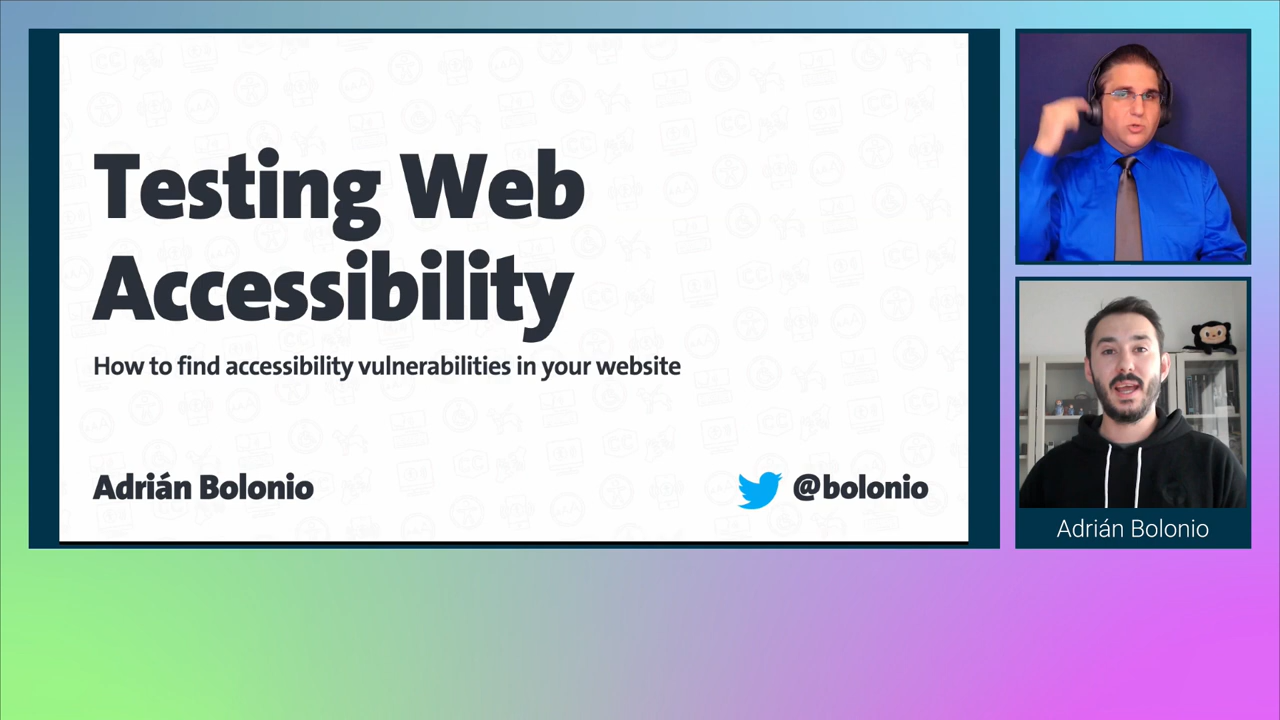 Testing Web
Accessibility
How to find accessibility vulnerabilities in your website
Adrián Bolonio
@bolonio
Adrián Bolonio